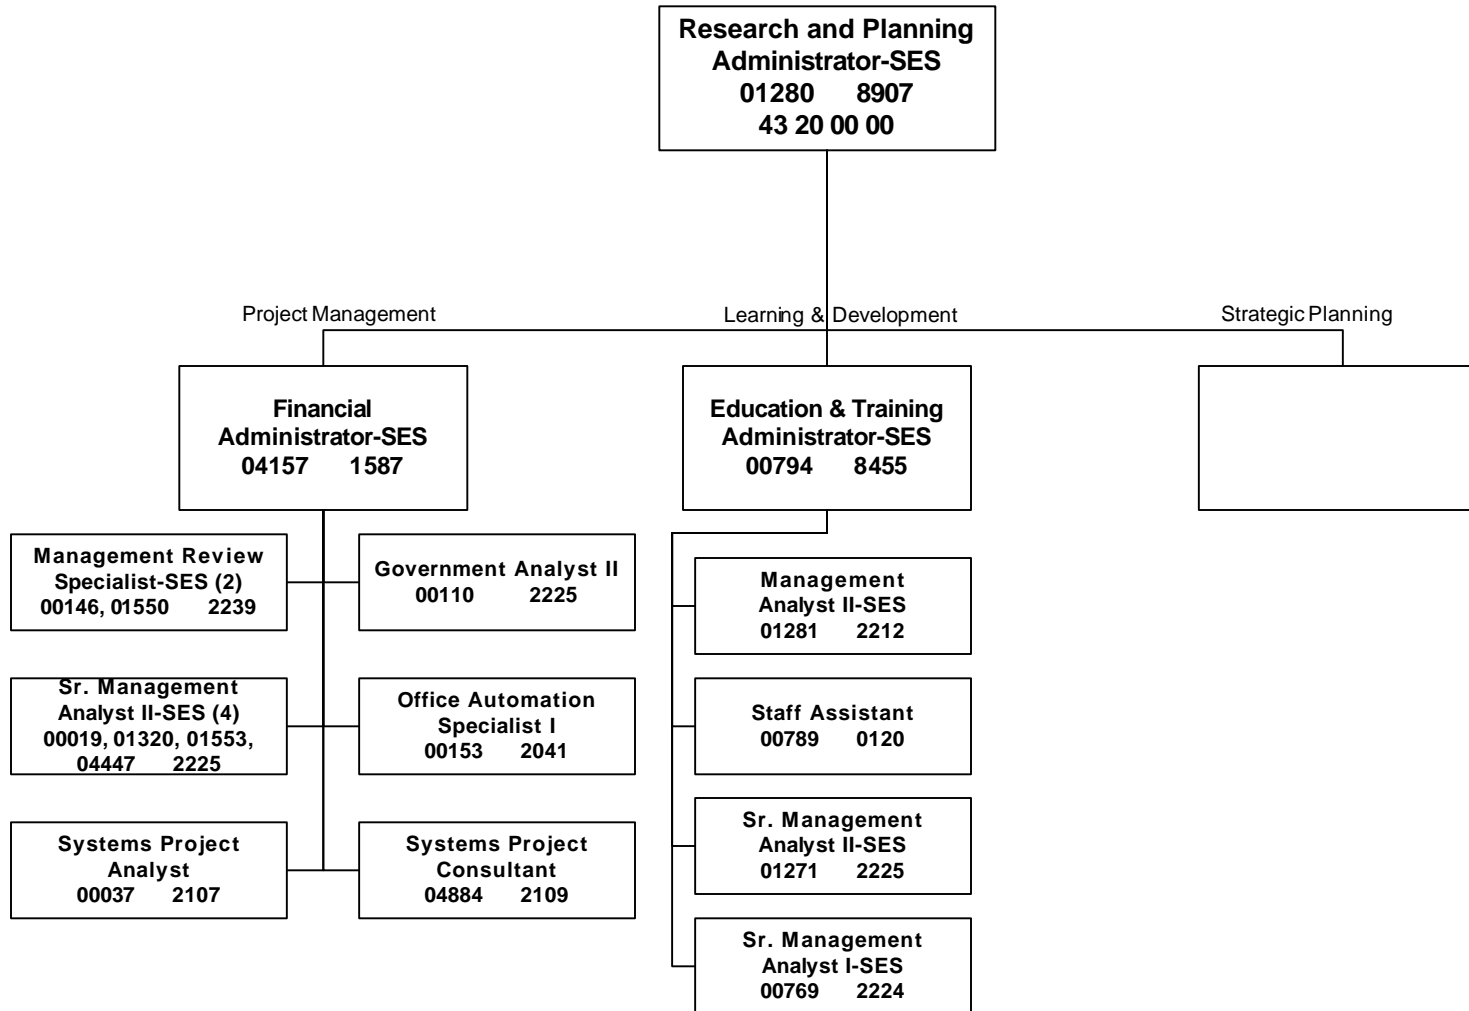 Research and Planning
Administrator-SES
01280 8907
43 20 00 00
Project Management
Learning & Development
Strategic Planning
Financial
Administrator-SES
04157 1587
Education & Training
Administrator-SES
00794 8455
Management Review
Specialist-SES (2)
00146, 01550 2239
Government Analyst II
00110 2225
Sr. Management
Analyst II-SES (4)
00019, 01320, 01553,
04447 2225
Office Automation
Specialist I
00153 2041
Systems Project
Analyst
00037 2107
Systems Project
Consultant
04884 2109
Management
Analyst II-SES
01281 2212
Staff Assistant
00789 0120
Sr. Management
Analyst II-SES
01271 2225
Sr. Management
Analyst I-SES
00769 2224